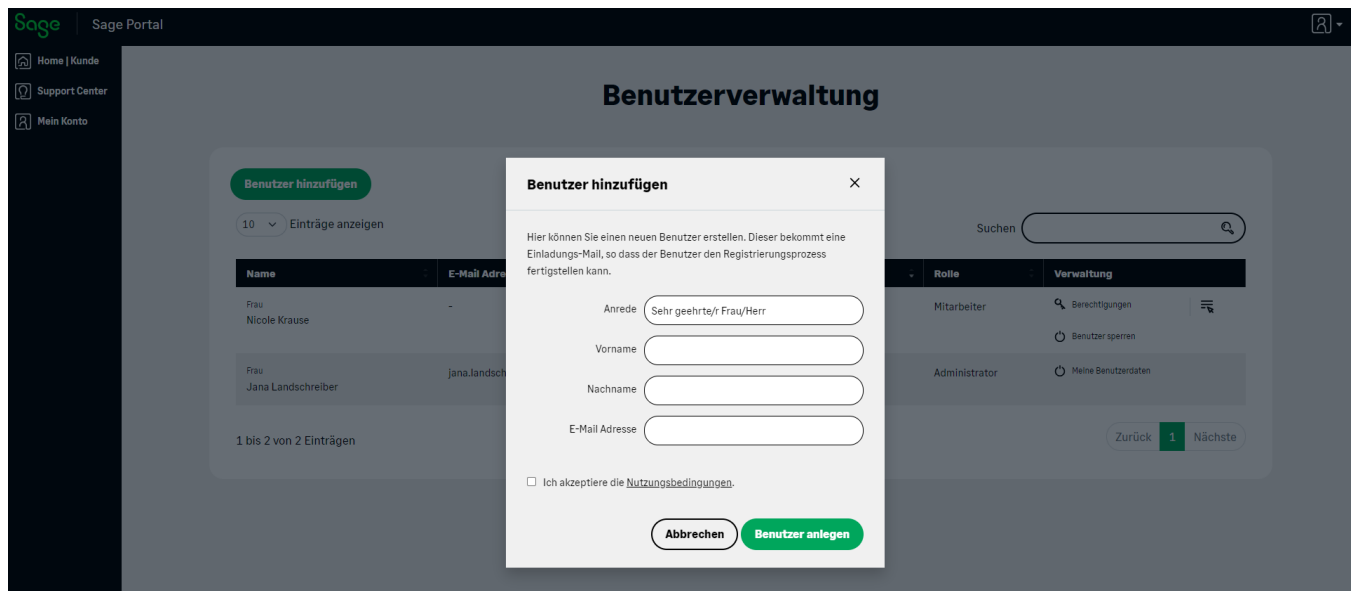 Sage Sage Portal
Home | Kunde
Support Center
Mein Konto
Benutzerverwaltung
Benutzer hinzufügen
10 Einträge anzeigen
Suchen
Name E-Mail Adre Rolle Verwaltung
Frau
Nicole Krause
-
Mitarbeiter
Berechtigungen
Benutzer sperren
Frau
Jana Landschreiber
jana.landsch
Administrator
Meine Benutzerdaten
1 bis 2 von 2 Einträgen
Zurück 1 Nächste
Benutzer hinzufügen
Hier können Sie einen neuen Benutzer erstellen. Dieser bekommt eine
Einladungs-Mail, so dass der Benutzer den Registrierungsprozess
fertigstellen kann.
Anrede Sehr geehrte/r Frau/Herr
Vorname
Nachname
E-Mail Adresse
Ich akzeptiere die Nutzungsbedingungen.
Abbrechen Benutzer anlegen